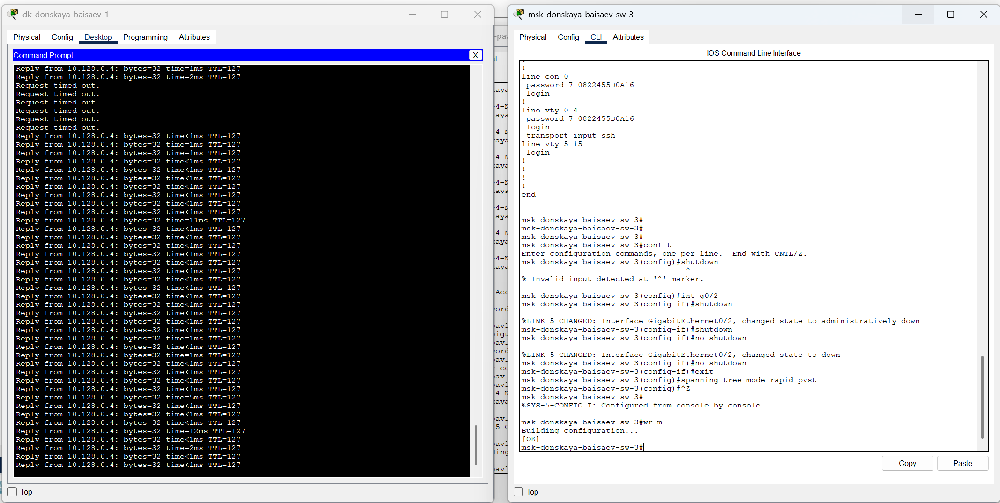 dk-donskaya-baisaev-1
Physical Config Desktop Programming Attributes
Command Prompt
X
Reply from 10.128.0.4: bytes=32 time=1ms TTL=127
Reply from 10.128.0.4: bytes=32 time=2ms TTL=127
Request timed out.
Request timed out.
Request timed out.
Request timed out.
Request timed out.
Request timed out.
Reply from 10.128.0.4: bytes=32 time<1ms TTL=127
Reply from 10.128.0.4: bytes=32 time=1ms TTL=127
Reply from 10.128.0.4: bytes=32 time=1ms TTL=127
Reply from 10.128.0.4: bytes=32 time<1ms TTL=127
Reply from 10.128.0.4: bytes=32 time<1ms TTL=127
Reply from 10.128.0.4: bytes=32 time<1ms TTL=127
Reply from 10.128.0.4: bytes=32 time<1ms TTL=127
Reply from 10.128.0.4: bytes=32 time<1ms TTL=127
Reply from 10.128.0.4: bytes=32 time<1ms TTL=127
Reply from 10.128.0.4: bytes=32 time<1ms TTL=127
Reply from 10.128.0.4: bytes=32 time=11ms TTL=127
Reply from 10.128.0.4: bytes=32 time<1ms TTL=127
Reply from 10.128.0.4: bytes=32 time<1ms TTL=127
Reply from 10.128.0.4: bytes=32 time<1ms TTL=127
Reply from 10.128.0.4: bytes=32 time<1ms TTL=127
Reply from 10.128.0.4: bytes=32 time<1ms TTL=127
Reply from 10.128.0.4: bytes=32 time<1ms TTL=127
Reply from 10.128.0.4: bytes=32 time<1ms TTL=127
Reply from 10.128.0.4: bytes=32 time<1ms TTL=127
Reply from 10.128.0.4: bytes=32 time<1ms TTL=127
Reply from 10.128.0.4: bytes=32 time<1ms TTL=127
Reply from 10.128.0.4: bytes=32 time<1ms TTL=127
Reply from 10.128.0.4: bytes=32 time<1ms TTL=127
Reply from 10.128.0.4: bytes=32 time<1ms TTL=127
Reply from 10.128.0.4: bytes=32 time=1ms TTL=127
Reply from 10.128.0.4: bytes=32 time<1ms TTL=127
Reply from 10.128.0.4: bytes=32 time=1ms TTL=127
Reply from 10.128.0.4: bytes=32 time<1ms TTL=127
Reply from 10.128.0.4: bytes=32 time<1ms TTL=127
Reply from 10.128.0.4: bytes=32 time<1ms TTL=127
Reply from 10.128.0.4: bytes=32 time<1ms TTL=127
Reply from 10.128.0.4: bytes=32 time=5ms TTL=127
Reply from 10.128.0.4: bytes=32 time<1ms TTL=127
Reply from 10.128.0.4: bytes=32 time<1ms TTL=127
Reply from 10.128.0.4: bytes=32 time<1ms TTL=127
Reply from 10.128.0.4: bytes=32 time=12ms TTL=127
Reply from 10.128.0.4: bytes=32 time<1ms TTL=127
Reply from 10.128.0.4: bytes=32 time=2ms TTL=127
Reply from 10.128.0.4: bytes=32 time<1ms TTL=127
Reply from 10.128.0.4: bytes=32 time<1ms TTL=127
Top
msk-donskaya-baisaev-sw-3
Physical Config CLI Attributes
IOS Command Line Interface
!
line con 0
password 7 0822455D0A16
login
!
line vty 0 4
password 7 0822455D0A16
login
transport input ssh
line vty 5 15
login
!
!
!
!
end
msk-donskaya-baisaev-sw-3#
msk-donskaya-baisaev-sw-3#
msk-donskaya-baisaev-sw-3#
msk-donskaya-baisaev-sw-3#conf t
Enter configuration commands, one per line. End with CNTL/Z.
msk-donskaya-baisaev-sw-3(config)#shutdown
^
% Invalid input detected at '^' marker.
msk-donskaya-baisaev-sw-3(config)#int g0/2
msk-donskaya-baisaev-sw-3(config-if)#shutdown
%LINK-5-CHANGED: Interface GigabitEthernet0/2, changed state to administratively down
msk-donskaya-baisaev-sw-3(config-if)#shutdown
msk-donskaya-baisaev-sw-3(config-if)#no shutdown
%LINK-5-CHANGED: Interface GigabitEthernet0/2, changed state to down
msk-donskaya-baisaev-sw-3(config-if)#no shutdown
msk-donskaya-baisaev-sw-3(config-if)#exit
msk-donskaya-baisaev-sw-3(config)#spanning-tree mode rapid-pvst
msk-donskaya-baisaev-sw-3(config)#^Z
msk-donskaya-baisaev-sw-3#
%SYS-5-CONFIG_I: Configured from console by console
msk-donskaya-baisaev-sw-3#wr m
Building configuration...
[OK]
msk-donskaya-baisaev-sw-3#
Copy Paste
Top